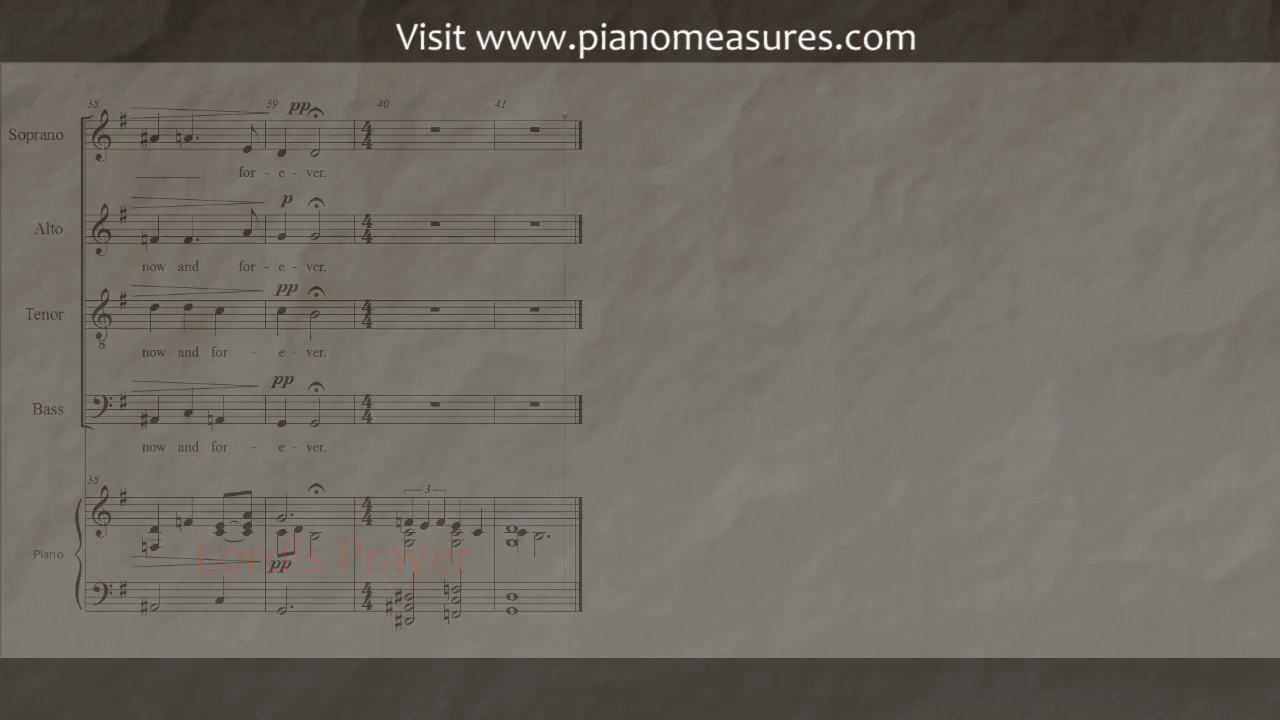 Visit www.pianomeasures.com
38 39 pp 40 41
Soprano
for - e - ver.
p
Alto
now and for - e - ver.
pp
Tenor
8
now and for - e - ver.
pp
Bass
now and for - e - ver.
38
3
Piano
Lord's Prayer
pp